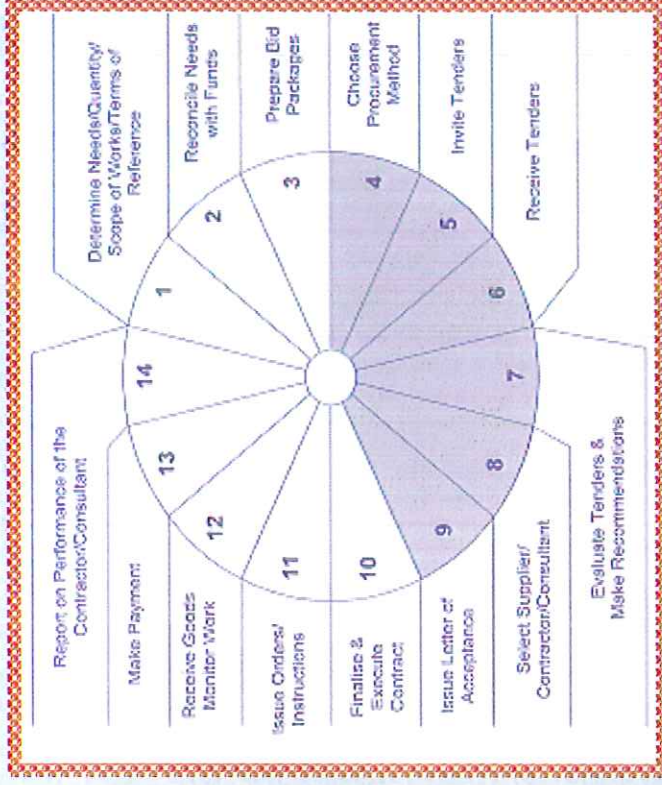 Determine Needs/Quantity/
Scope of Works/Terms of
Reference
Reconcile Needs
with Funds
Prepare Bid
Packages
Choose
Procurement
Method
Invite Tenders
Receive Tenders
Evaluate Tenders &
Make Recommendations
Select Supplier/
Contractor/Consultant
Issue Letter of
Acceptance
Finalise &
Execute
Contract
Issue Orders/
Instructions
Receive Goods
Monitor Work
Make Payment
Report on Performance of the
Contractor/Consultant
1
2
3
4
5
6
7
8
9
10
11
12
13
14